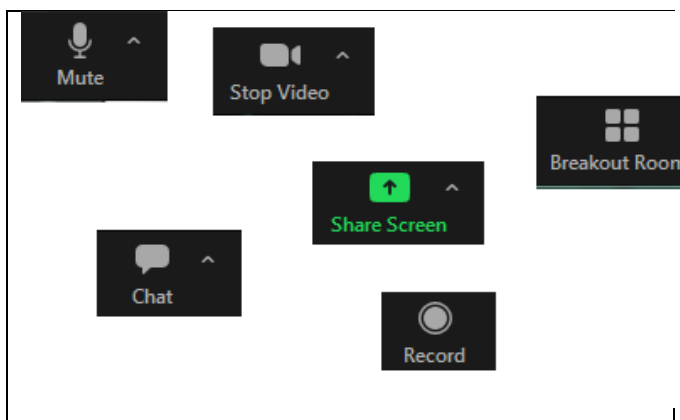 Mute
Stop Video
Breakout Room
Share Screen
Chat
Record